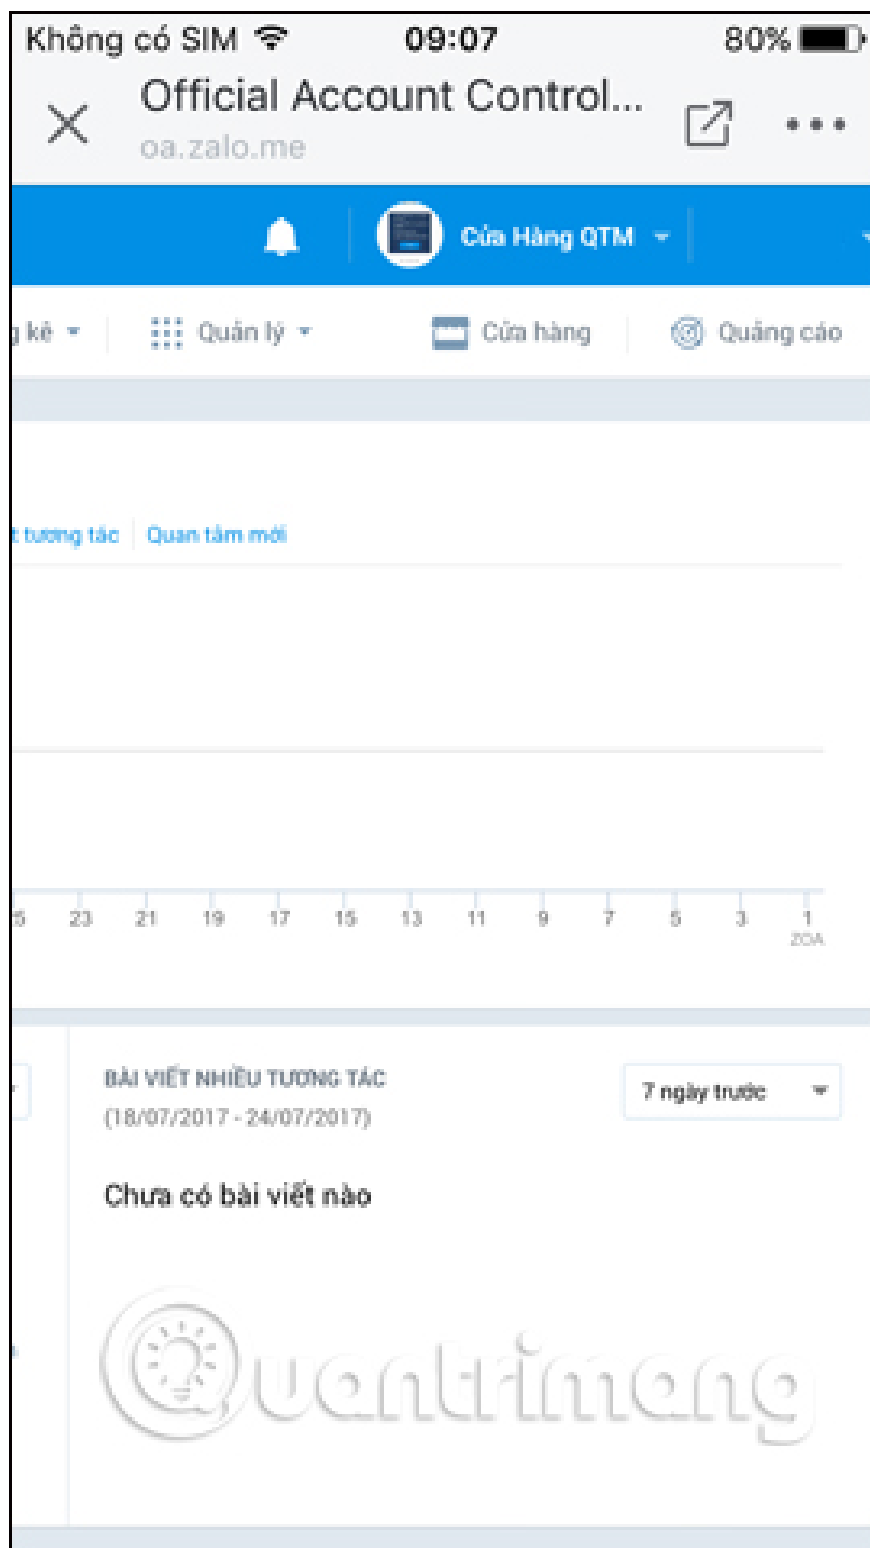 Không có SIM 09:07 80%
Official Account Control...
oa.zalo.me
Cửa Hàng QTM
g kê Quản lý Cửa hàng Quảng cáo
t tương tác Quan tâm mới
23 21 19 17 15 13 11 9 7 5 3 1
ZOA
BÀI VIẾT NHIỀU TƯƠNG TÁC 7 ngày trước
(18/07/2017 - 24/07/2017)
Chưa có bài viết nào
Quantrimang